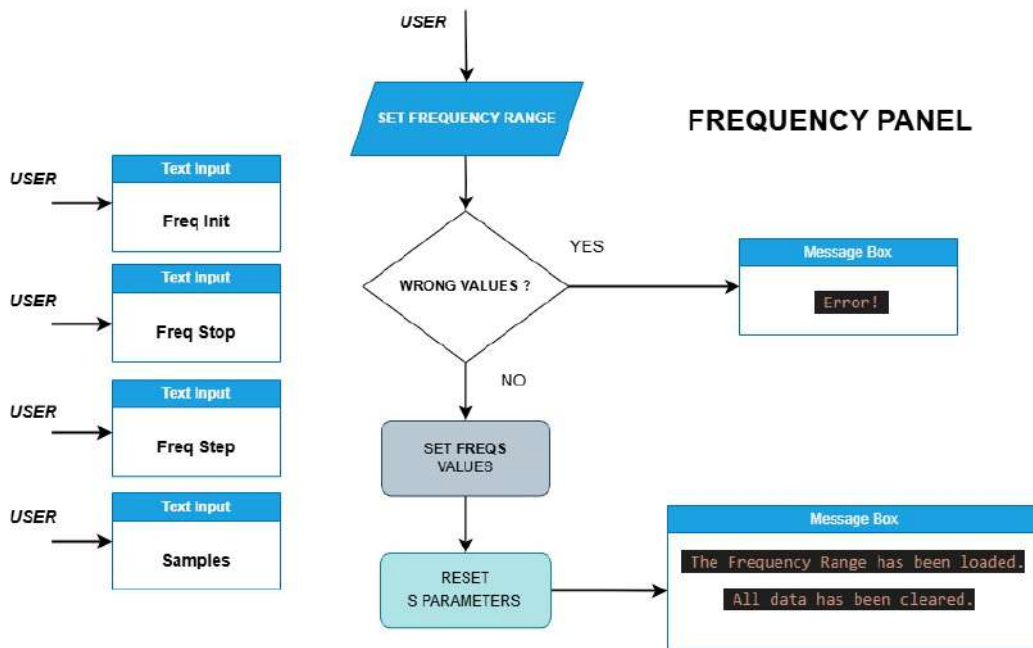 USER
SET FREQUENCY RANGE
FREQUENCY PANEL
USER
Text Input
Freq Init
WRONG VALUES ?
YES
Message Box
Error!
USER
Text Input
Freq Stop
NO
USER
Text Input
Freq Step
SET FREQS
VALUES
USER
Text Input
Samples
RESET
S PARAMETERS
Message Box
The Frequency Range has been loaded.
All data has been cleared.